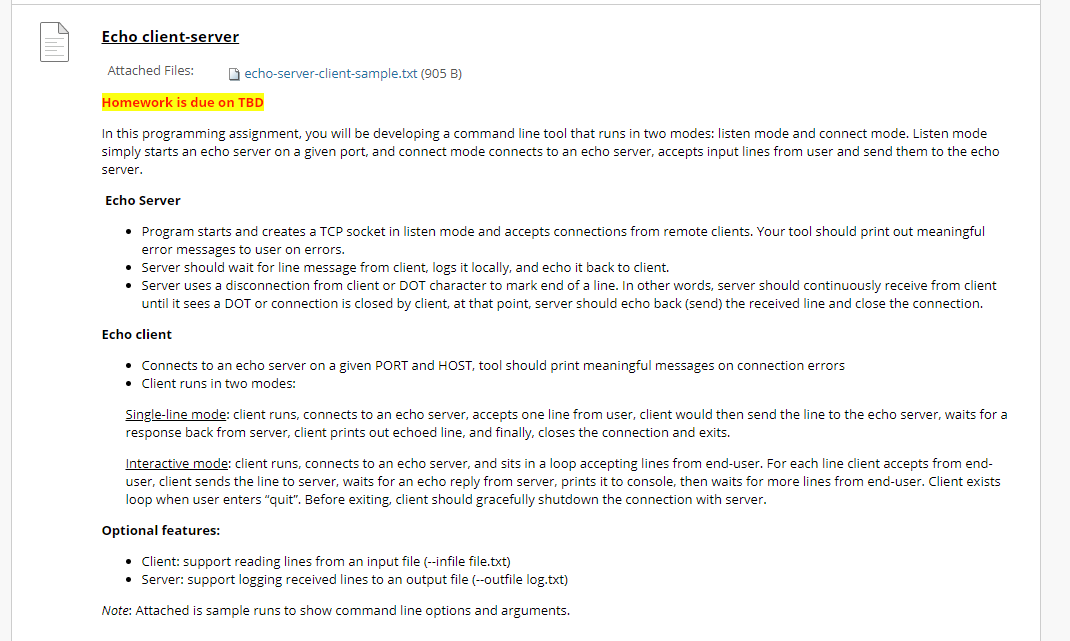 Echo client-server
Attached Files: echo-server-client-sample.txt (905 B)
Homework is due on TBD
In this programming assignment, you will be developing a command line tool that runs in two modes: listen mode and connect mode. Listen mode
simply starts an echo server on a given port, and connect mode connects to an echo server, accepts input lines from user and send them to the echo
server.
Echo Server
• Program starts and creates a TCP socket in listen mode and accepts connections from remote clients. Your tool should print out meaningful
error messages to user on errors.
• Server should wait for line message from client, logs it locally, and echo it back to client.
• Server uses a disconnection from client or DOT character to mark end of a line. In other words, server should continuously receive from client
until it sees a DOT or connection is closed by client, at that point, server should echo back (send) the received line and close the connection.
Echo client
• Connects to an echo server on a given PORT and HOST, tool should print meaningful messages on connection errors
• Client runs in two modes:
Single-line mode: client runs, connects to an echo server, accepts one line from user, client would then send the line to the echo server, waits for a
response back from server, client prints out echoed line, and finally, closes the connection and exits.
Interactive mode: client runs, connects to an echo server, and sits in a loop accepting lines from end-user. For each line client accepts from end-
user, client sends the line to server, waits for an echo reply from server, prints it to console, then waits for more lines from end-user. Client exists
loop when user enters “quit”. Before exiting, client should gracefully shutdown the connection with server.
Optional features:
• Client: support reading lines from an input file (--infile file.txt)
• Server: support logging received lines to an output file (--outfile log.txt)
Note: Attached is sample runs to show command line options and arguments.